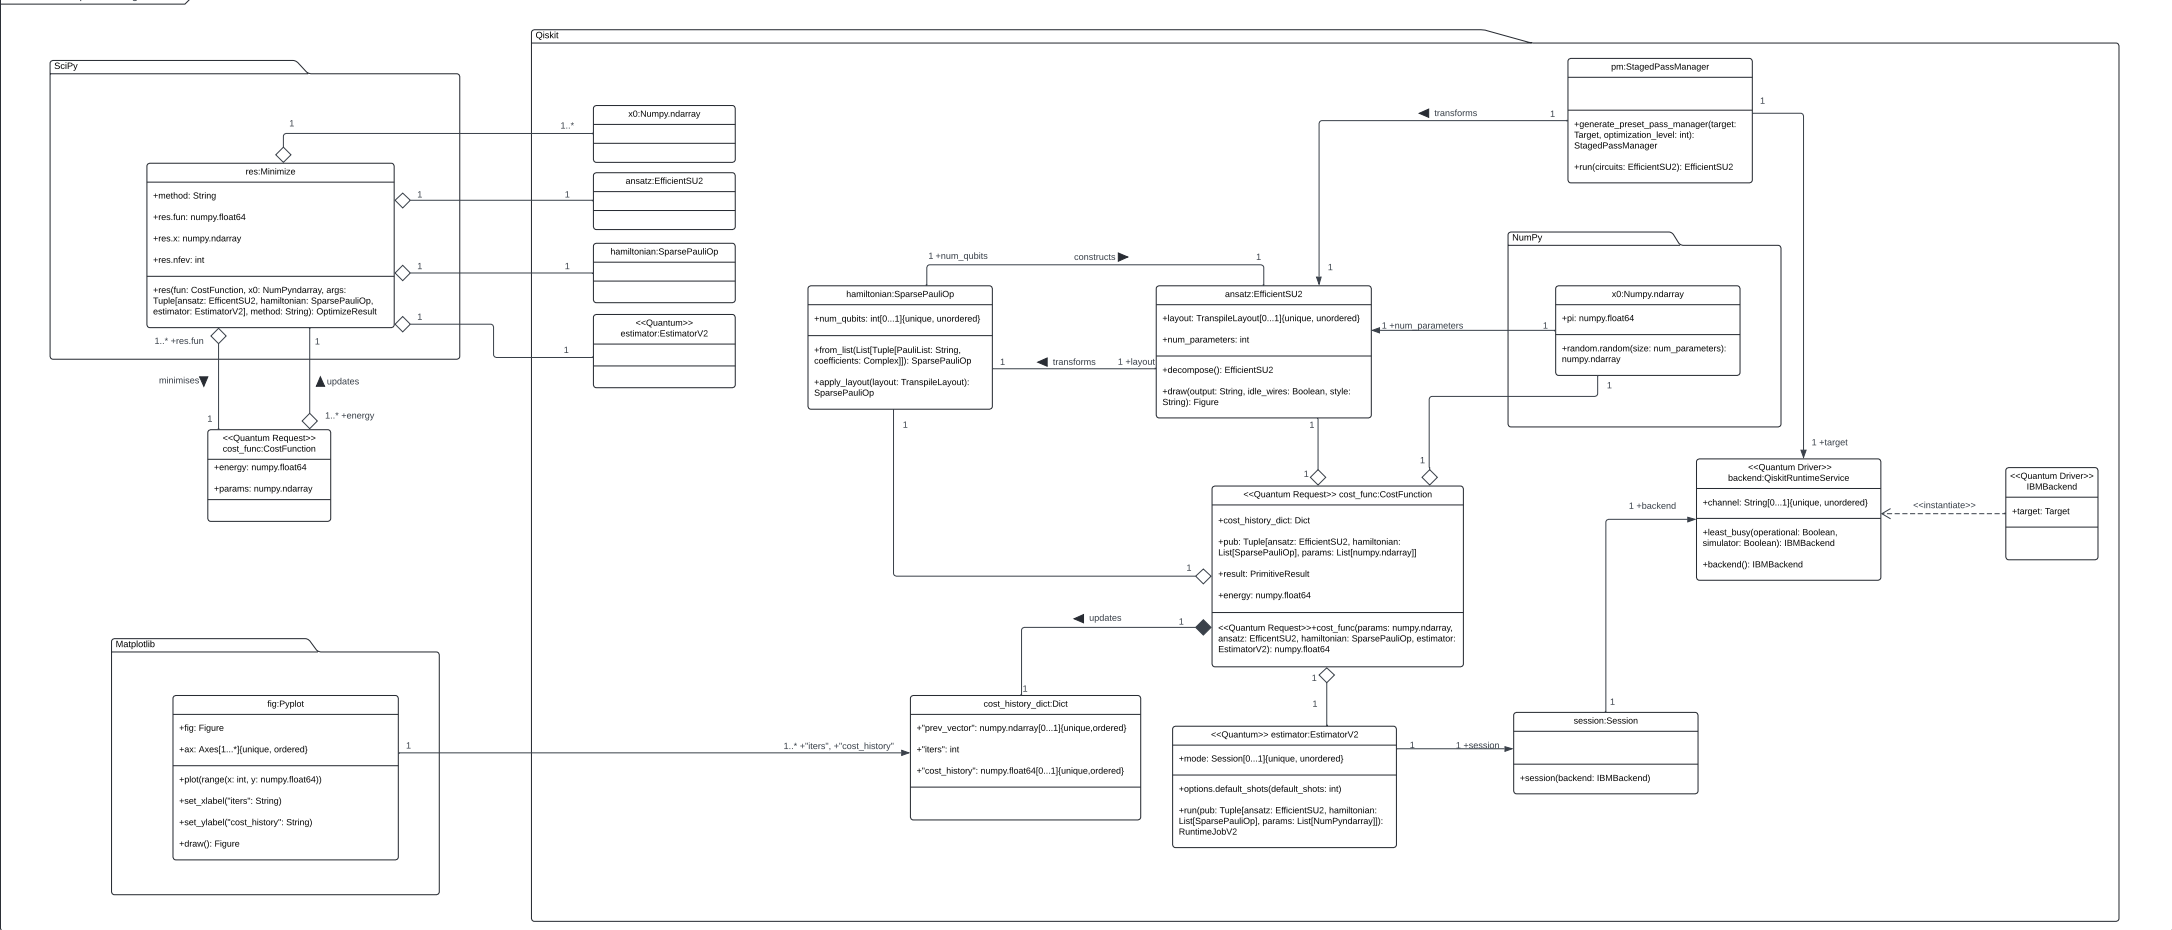 Qiskit
SciPy
pm:StagedPassManager
+generate_preset_pass_manager(target:
Target, optimization_level: int):
StagedPassManager
+run(circuits: EfficientSU2): EfficientSU2
1
transforms
1
1
1 +target
x0:Numpy.ndarray
1
1..*
res:Minimize
+method: String
+res.fun: numpy.float64
+res.x: numpy.ndarray
+res.nfev: int
+res(fun: CostFunction, x0: NumPyndarray, args:
Tuple[ansatz: EfficentSU2, hamiltonian: SparsePauliOp,
estimator: EstimatorV2], method: String): OptimizeResult
ansatz:EfficientSU2
1
1
hamiltonian:SparsePauliOp
1
1
<<Quantum>>
estimator:EstimatorV2
1
1
1..* +res.fun
1
minimises
updates
1
1..* +energy
<<Quantum Request>>
cost_func:CostFunction
+energy: numpy.float64
+params: numpy.ndarray
1 +num_qubits
constructs
1
hamiltonian:SparsePauliOp
+num_qubits: int[0...1]{unique, unordered}
+from_list(List[Tuple[PauliList: String,
coefficients: Complex]]): SparsePauliOp
+apply_layout(layout: TranspileLayout):
SparsePauliOp
1
transforms
1 +layout
ansatz:EfficientSU2
+layout: TranspileLayout[0...1]{unique, unordered}
+num_parameters: int
+decompose(): EfficientSU2
+draw(output: String, idle_wires: Boolean, style:
String): Figure
1 +num_parameters
1
NumPy
x0:Numpy.ndarray
+pi: numpy.float64
+random.random(size: num_parameters):
numpy.ndarray
1
1
1
1
1
1
<<Quantum Request>> cost_func:CostFunction
+cost_history_dict: Dict
+pub: Tuple[ansatz: EfficientSU2, hamiltonian:
List[SparsePauliOp], params: List[numpy.ndarray]]
+result: PrimitiveResult
+energy: numpy.float64
<<Quantum Request>>+cost_func(params: numpy.ndarray,
ansatz: EfficentSU2, hamiltonian: SparsePauliOp, estimator:
EstimatorV2): numpy.float64
updates
1
1
1
1
<<Quantum Driver>>
backend:QiskitRuntimeService
+channel: String[0...1]{unique, unordered}
+least_busy(operational: Boolean,
simulator: Boolean): IBMBackend
+backend(): IBMBackend
<<instantiate>>
<<Quantum Driver>>
IBMBackend
+target: Target
1 +backend
1
Matplotlib
fig:Pyplot
+fig: Figure
+ax: Axes[1...*]{unique, ordered)
+plot(range(x: int, y: numpy.float64))
+set_xlabel("iters": String)
+set_ylabel("cost_history": String)
+draw(): Figure
1
1..* +"iters", +"cost_history"
cost_history_dict:Dict
+"prev_vector": numpy.ndarray[0...1]{unique,ordered}
+"iters": int
+"cost_history": numpy.float64[0...1]{unique,ordered}
<<Quantum>> estimator:EstimatorV2
+mode: Session[0...1]{unique, unordered}
+options.default_shots(default_shots: int)
+run(pub: Tuple[ansatz: EfficientSU2, hamiltonian:
List[SparsePauliOp], params: List[NumPyndarray]]):
RuntimeJobV2
1
1 +session
session:Session
+session(backend: IBMBackend)